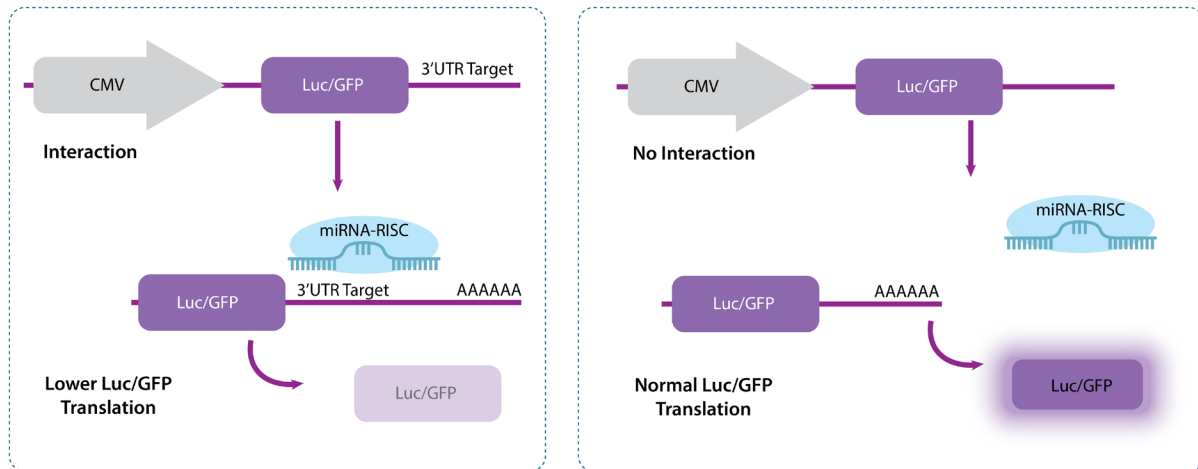 CMV
Luc/GFP
3’UTR Target
Interaction
miRNA-RISC
Luc/GFP
3’UTR Target
AAAAAA
Lower Luc/GFP
Translation
Luc/GFP
CMV
Luc/GFP
No Interaction
miRNA-RISC
Luc/GFP
AAAAAA
Normal Luc/GFP
Translation
Luc/GFP